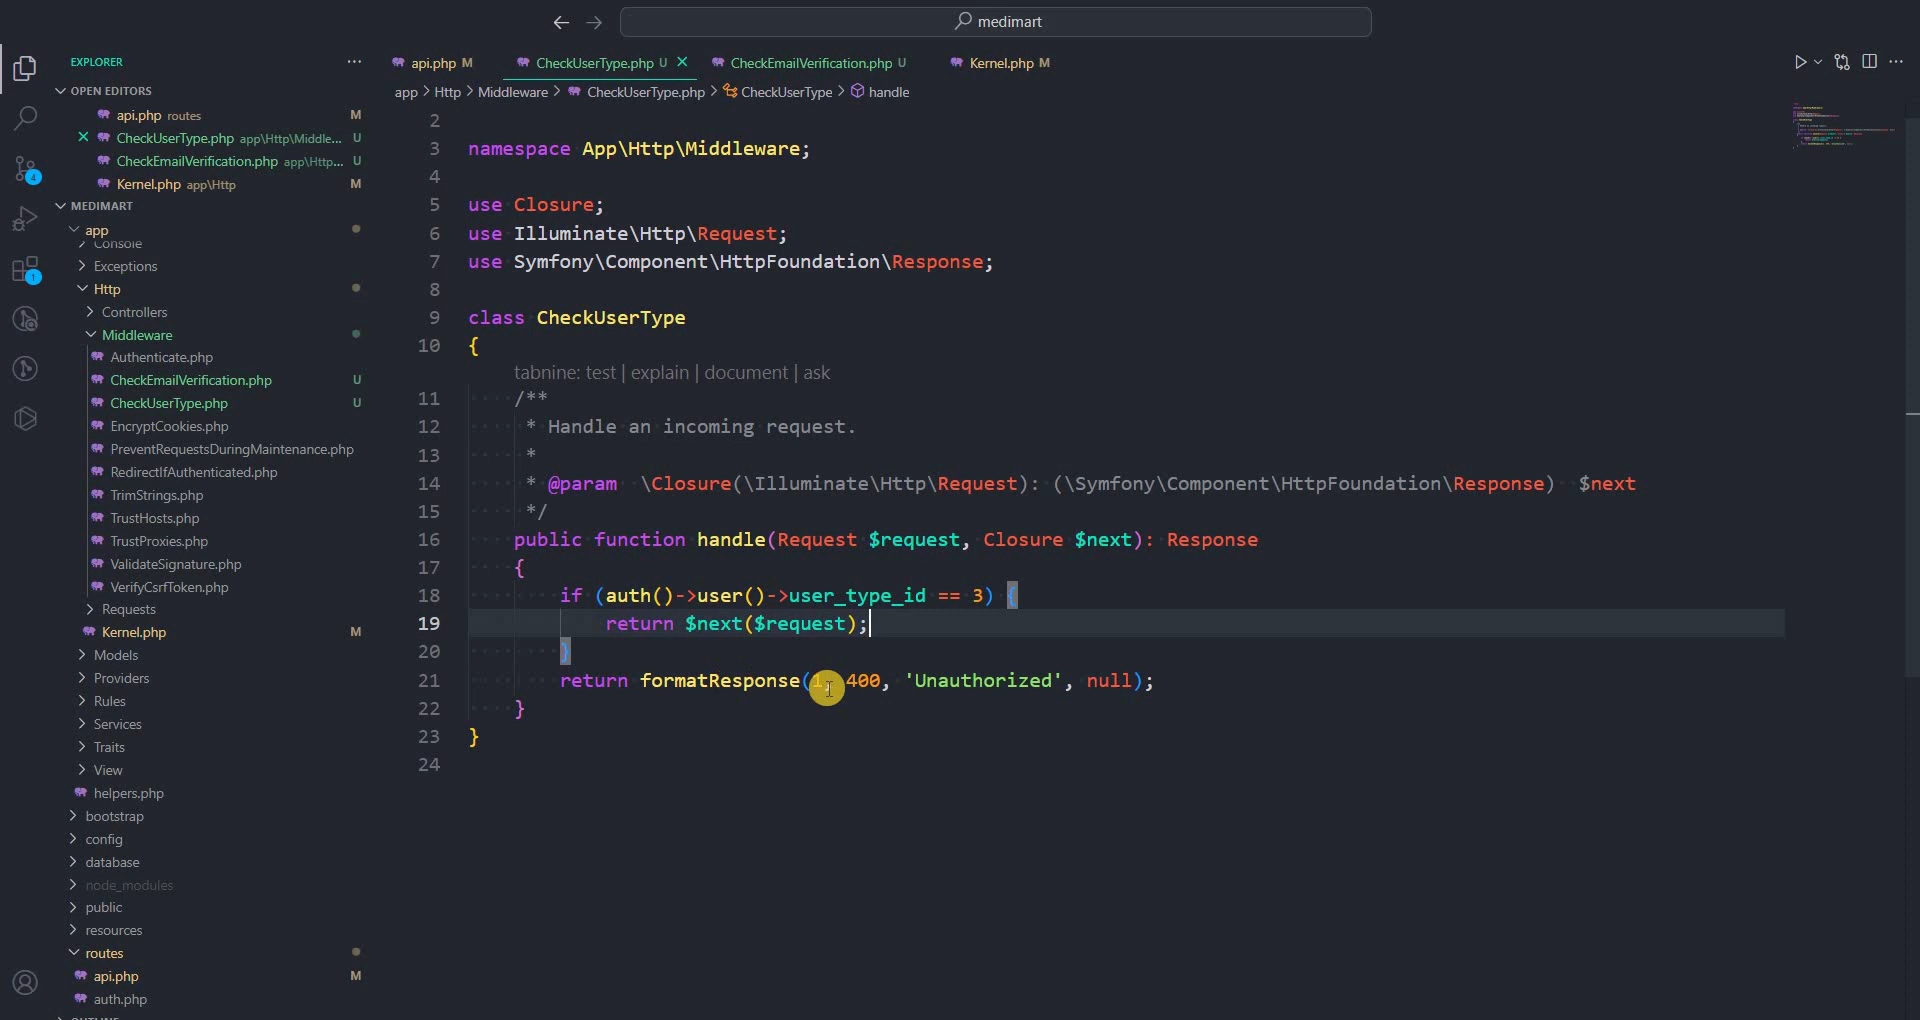 medimart
EXPLORER
OPEN EDITORS
api.php routes M
CheckUserType.php app\Http\Middle... U
CheckEmailVerification.php app\Http... U
Kernel.php app\Http M
MEDIMART
app
Console
Exceptions
Http
Controllers
Middleware
Authenticate.php
CheckEmailVerification.php U
CheckUserType.php U
EncryptCookies.php
PreventRequestsDuringMaintenance.php
RedirectIfAuthenticated.php
TrimStrings.php
TrustHosts.php
TrustProxies.php
ValidateSignature.php
VerifyCsrfToken.php
Requests
Kernel.php M
Models
Providers
Rules
Services
Traits
View
helpers.php
bootstrap
config
database
node_modules
public
resources
routes
api.php M
auth.php
OUTLINE
4
1
api.php M CheckUserType.php U CheckEmailVerification.php U Kernel.php M
app > Http > Middleware > CheckUserType.php > CheckUserType > handle
2
3 namespace App\Http\Middleware;
4
5 use Closure;
6 use Illuminate\Http\Request;
7 use Symfony\Component\HttpFoundation\Response;
8
9 class CheckUserType
10 {
tabnine: test | explain | document | ask
11 /**
12 * Handle an incoming request.
13 *
14 * @param \Closure(\Illuminate\Http\Request): (\Symfony\Component\HttpFoundation\Response) $next
15 */
16 public function handle(Request $request, Closure $next): Response
17 {
18 if (auth()->user()->user_type_id == 3) {
19 return $next($request);
20 }
21 return formatResponse(1, 400, 'Unauthorized', null);
22 }
23 }
24